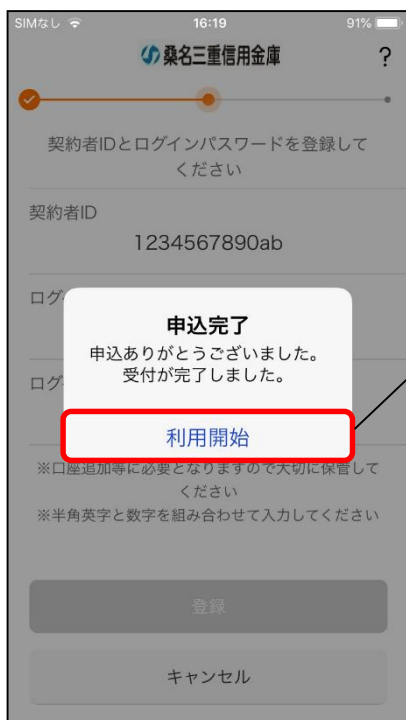 SIMなし 16:19 91%
桑名三重信用金庫 ?
契約者IDとログインパスワードを登録して
ください
契約者ID
1234567890ab
ログ
申込完了
申込ありがとうございました。
受付が完了しました。
ログ
利用開始
※口座追加等に必要となりますので大切に保管して
ください
※半角英字と数字を組み合わせて入力してください
登録
キャンセル